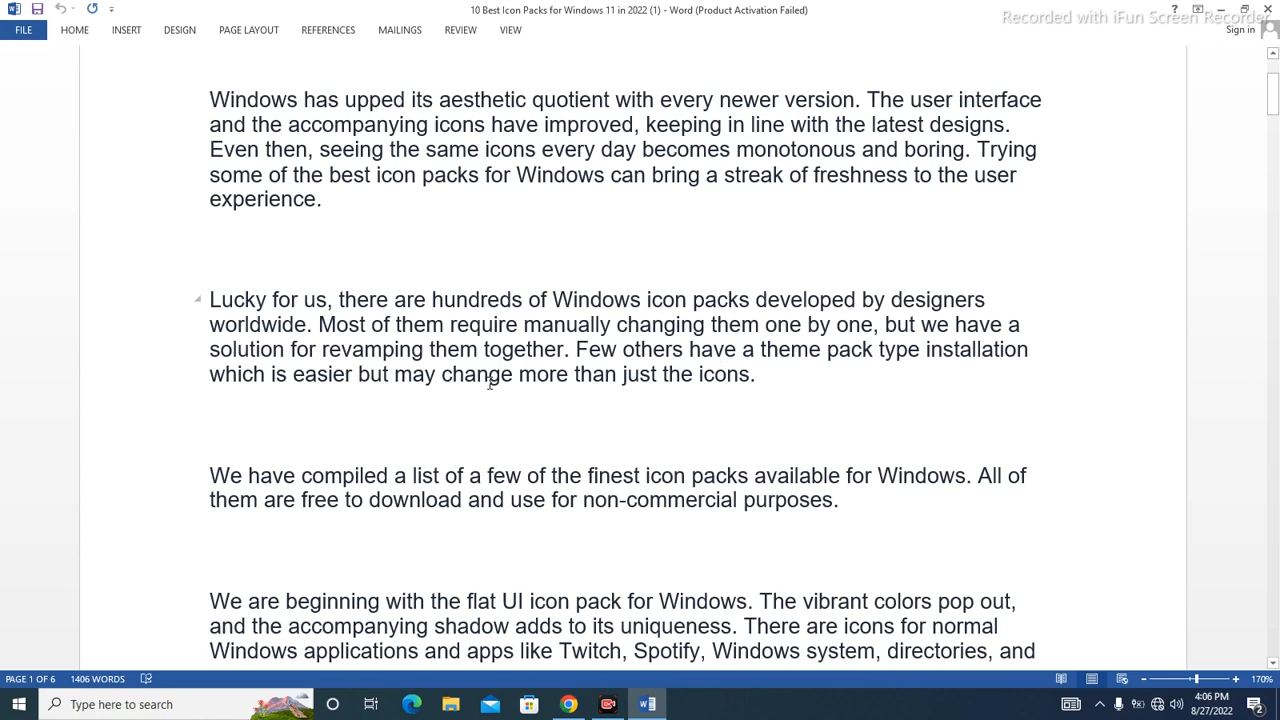 10 Best Icon Packs for Windows 11 in 2022 (1) - Word (Product Activation Failed)
Recorded with iFun Screen Recorder
FILE HOME INSERT DESIGN PAGE LAYOUT REFERENCES MAILINGS REVIEW VIEW Sign in
Windows has upped its aesthetic quotient with every newer version. The user interface
and the accompanying icons have improved, keeping in line with the latest designs.
Even then, seeing the same icons every day becomes monotonous and boring. Trying
some of the best icon packs for Windows can bring a streak of freshness to the user
experience.
Lucky for us, there are hundreds of Windows icon packs developed by designers
worldwide. Most of them require manually changing them one by one, but we have a
solution for revamping them together. Few others have a theme pack type installation
which is easier but may change more than just the icons.
We have compiled a list of a few of the finest icon packs available for Windows. All of
them are free to download and use for non-commercial purposes.
We are beginning with the flat UI icon pack for Windows. The vibrant colors pop out,
and the accompanying shadow adds to its uniqueness. There are icons for normal
Windows applications and apps like Twitch, Spotify, Windows system, directories, and
PAGE 1 OF 6 1406 WORDS 170%
Type here to search
4:06 PM
8/27/2022
2